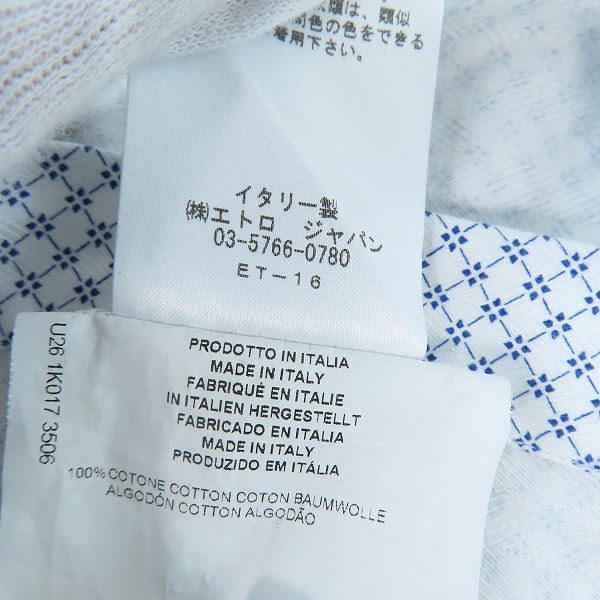 類は、類似
色の色をできる
着用下さい。
イタリー製
㈱エトロ ジャパン
03-5766-0780
ET-16
U26 1K017 3506
PRODOTTO IN ITALIA
MADE IN ITALY
FABRIQUÉ EN ITALIE
IN ITALIEN HERGESTELLT
FABRICADO EN ITALIA
MADE IN ITALY
PRODUZIDO EM ITÁLIA
100% COTONE COTTON COTON BAUMWOLLE
ALGODÓN COTTON ALGODÃO